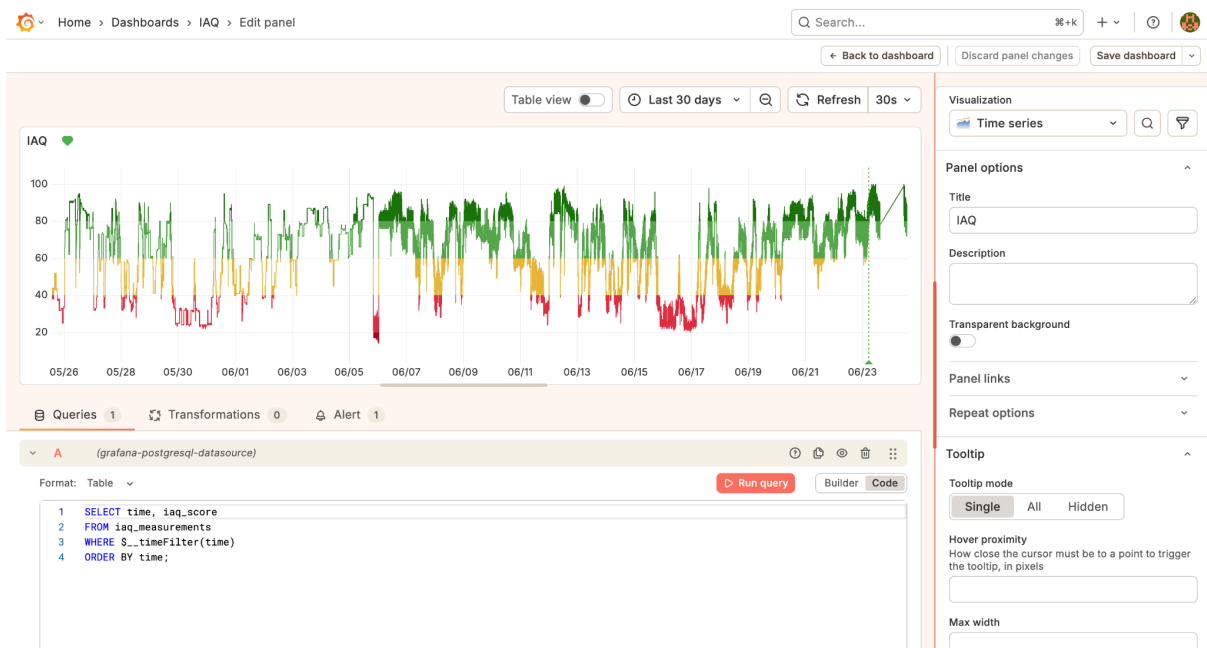 Home › Dashboards › IAQ › Edit panel
Search... ⌘+k
← Back to dashboard
Discard panel changes
Save dashboard
Table view
Last 30 days
Refresh
30s
IAQ
100
80
60
40
20
05/26 05/28 05/30 06/01 06/03 06/05 06/07 06/09 06/11 06/13 06/15 06/17 06/19 06/21 06/23
Queries 1
Transformations 0
Alert 1
A (grafana-postgresql-datasource)
Format: Table
Run query
Builder Code
1 SELECT time, iaq_score
2 FROM iaq_measurements
3 WHERE $__timeFilter(time)
4 ORDER BY time;
Visualization
Time series
Panel options
Title
IAQ
Description
Transparent background
Panel links
Repeat options
Tooltip
Tooltip mode
Single All Hidden
Hover proximity
How close the cursor must be to a point to trigger
the tooltip, in pixels
Max width